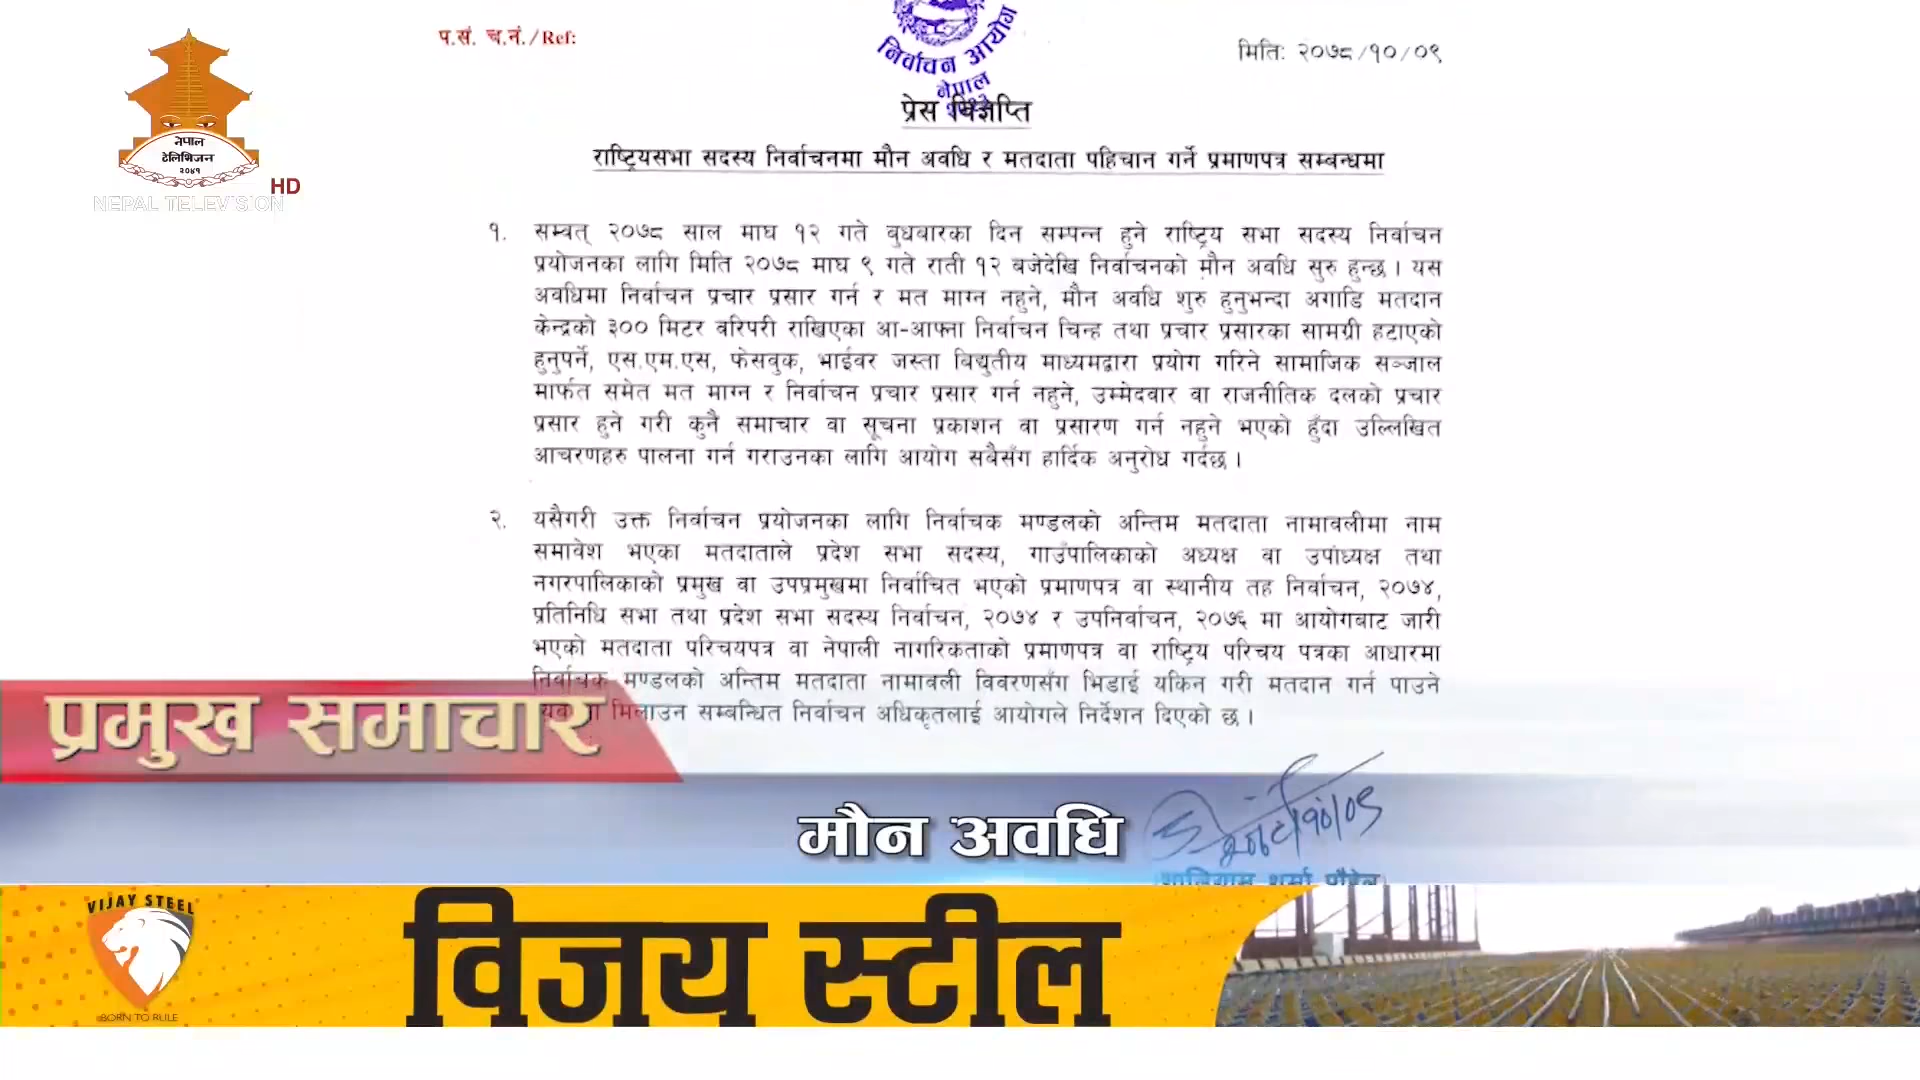 प.सं. च.नं./Ref:
निर्वाचन आयोग
नेपाल
मिति: २०७८/१०/०९
प्रेस विज्ञप्ति
राष्ट्रियसभा सदस्य निर्वाचनमा मौन अवधि र मतदाता पहिचान गर्ने प्रमाणपत्र सम्बन्धमा
नेपाल
टेलिभिजन
२०४१
HD
NEPAL TELEVISION
१. सम्वत् २०७८ साल माघ १२ गते बुधबारका दिन सम्पन्न हुने राष्ट्रिय सभा सदस्य निर्वाचन
प्रयोजनका लागि मिति २०७८ माघ ९ गते राती १२ बजेदेखि निर्वाचनको मौन अवधि सुरु हुन्छ । यस
अवधिमा निर्वाचन प्रचार प्रसार गर्न र मत माग्न नहुने, मौन अवधि शुरु हुनुभन्दा अगाडि मतदान
केन्द्रको ३०० मिटर वरिपरी राखिएका आ-आफ्ना निर्वाचन चिन्ह तथा प्रचार प्रसारका सामग्री हटाएको
हुनुपर्ने, एस.एम.एस, फेसवुक, भाईवर जस्ता बिद्युतीय माध्यमद्वारा प्रयोग गरिने सामाजिक सञ्जाल
मार्फत समेत मत माग्न र निर्वाचन प्रचार प्रसार गर्न नहुने, उम्मेदवार वा राजनीतिक दलको प्रचार
प्रसार हुने गरी कुनै समाचार वा सूचना प्रकाशन वा प्रसारण गर्न नहुने भएको हुँदा उल्लिखित
आचरणहरु पालना गर्न गराउनका लागि आयोग सबैसँग हार्दिक अनुरोध गर्दछ ।
२. यसैगरी उक्त निर्वाचन प्रयोजनका लागि निर्वाचक मण्डलको अन्तिम मतदाता नामावलीमा नाम
समावेश भएका मतदाताले प्रदेश सभा सदस्य, गाउँपालिकाको अध्यक्ष वा उपाध्यक्ष तथा
नगरपालिकाको प्रमुख वा उपप्रमुखमा निर्वाचित भएको प्रमाणपत्र वा स्थानीय तह निर्वाचन, २०७४,
प्रतिनिधि सभा तथा प्रदेश सभा सदस्य निर्वाचन, २०७४ र उपनिर्वाचन, २०७६ मा आयोगबाट जारी
भएको मतदाता परिचयपत्र वा नेपाली नागरिकताको प्रमाणपत्र वा राष्ट्रिय परिचय पत्रका आधारमा
निर्वाचक मण्डलको अन्तिम मतदाता नामावली विवरणसँग भिडाई यकिन गरी मतदान गर्न पाउने
मिलाउन सम्बन्धित निर्वाचन अधिकृतलाई आयोगले निर्देशन दिएको छ ।
प्रमुख समाचार
२०७८/१०/०९
मौन अवधि
शालिग्राम शर्मा पौडेल
VIJAY STEEL
BORN TO RULE
विजय स्टील